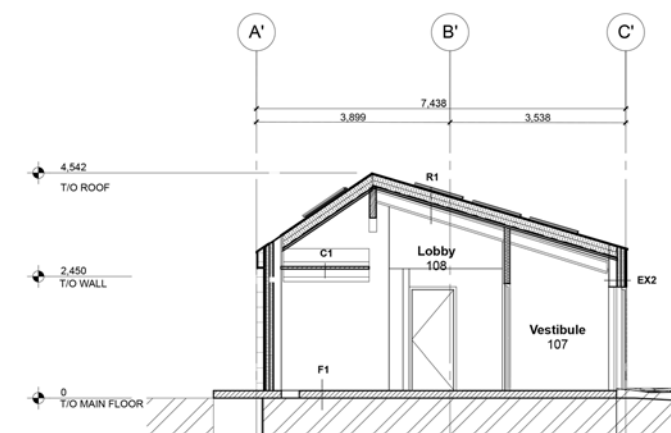 A'
B'
C'
7,438
3,899
3,538
4,542
T/O ROOF
R1
Lobby
108
C1
2,450
T/O WALL
EX2
Vestibule
107
F1
0
T/O MAIN FLOOR